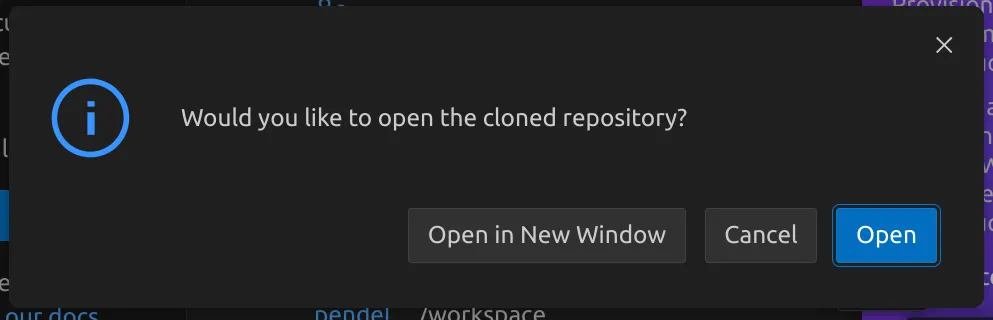 Would you like to open the cloned repository?
Open in New Window
Cancel
Open
our docs
pendel
/workspace